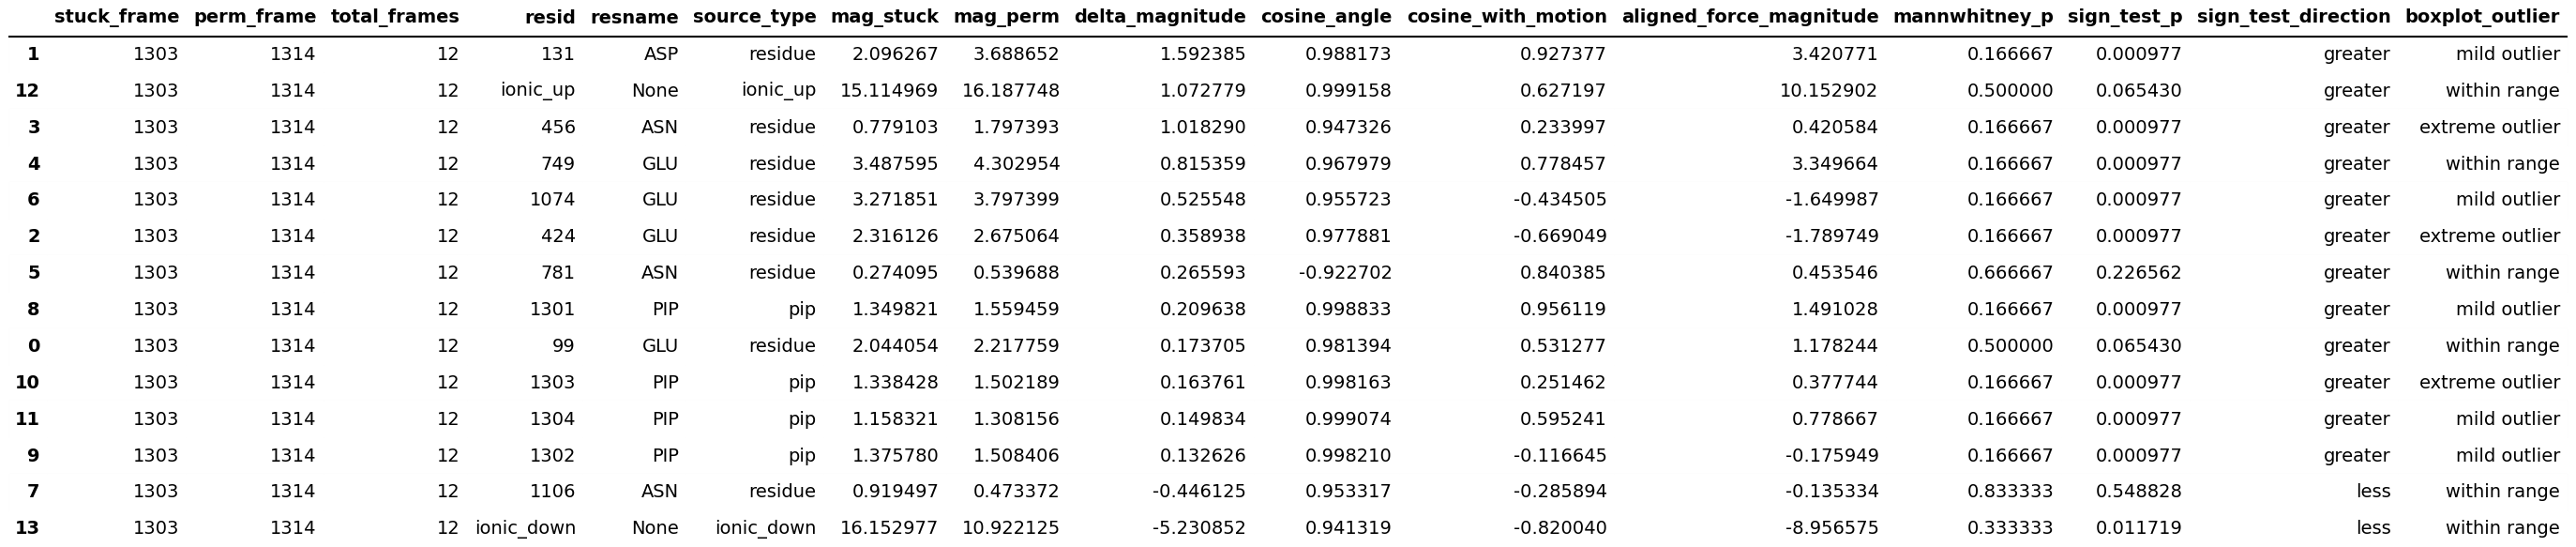 stuck_frame perm_frame total_frames resid resname source_type mag_stuck mag_perm delta_magnitude cosine_angle cosine_with_motion aligned_force_magnitude mannwhitney_p sign_test_p sign_test_direction boxplot_outlier
1 1303 1314 12 131 ASP residue 2.096267 3.688652 1.592385 0.988173 0.927377 3.420771 0.166667 0.000977 greater mild outlier
12 1303 1314 12 ionic_up None ionic_up 15.114969 16.187748 1.072779 0.999158 0.627197 10.152902 0.500000 0.065430 greater within range
3 1303 1314 12 456 ASN residue 0.779103 1.797393 1.018290 0.947326 0.233997 0.420584 0.166667 0.000977 greater extreme outlier
4 1303 1314 12 749 GLU residue 3.487595 4.302954 0.815359 0.967979 0.778457 3.349664 0.166667 0.000977 greater within range
6 1303 1314 12 1074 GLU residue 3.271851 3.797399 0.525548 0.955723 -0.434505 -1.649987 0.166667 0.000977 greater mild outlier
2 1303 1314 12 424 GLU residue 2.316126 2.675064 0.358938 0.977881 -0.669049 -1.789749 0.166667 0.000977 greater extreme outlier
5 1303 1314 12 781 ASN residue 0.274095 0.539688 0.265593 -0.922702 0.840385 0.453546 0.666667 0.226562 greater within range
8 1303 1314 12 1301 PIP pip 1.349821 1.559459 0.209638 0.998833 0.956119 1.491028 0.166667 0.000977 greater mild outlier
0 1303 1314 12 99 GLU residue 2.044054 2.217759 0.173705 0.981394 0.531277 1.178244 0.500000 0.065430 greater within range
10 1303 1314 12 1303 PIP pip 1.338428 1.502189 0.163761 0.998163 0.251462 0.377744 0.166667 0.000977 greater extreme outlier
11 1303 1314 12 1304 PIP pip 1.158321 1.308156 0.149834 0.999074 0.595241 0.778667 0.166667 0.000977 greater mild outlier
9 1303 1314 12 1302 PIP pip 1.375780 1.508406 0.132626 0.998210 -0.116645 -0.175949 0.166667 0.000977 greater mild outlier
7 1303 1314 12 1106 ASN residue 0.919497 0.473372 -0.446125 0.953317 -0.285894 -0.135334 0.833333 0.548828 less within range
13 1303 1314 12 ionic_down None ionic_down 16.152977 10.922125 -5.230852 0.941319 -0.820040 -8.956575 0.333333 0.011719 less within range